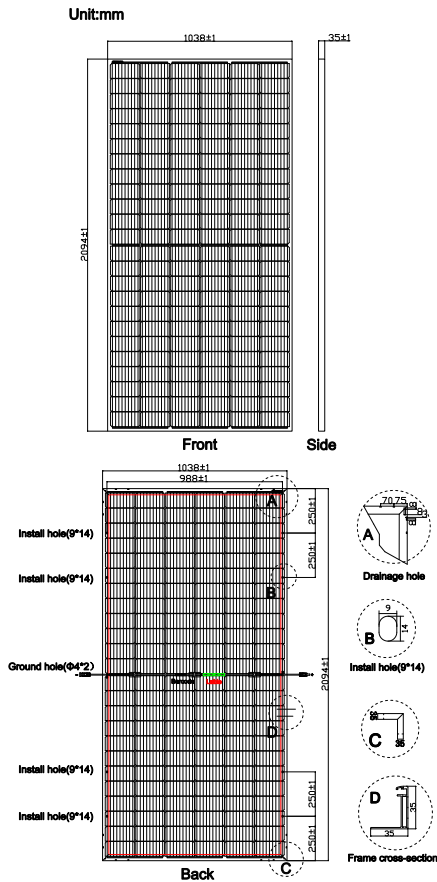 Unit:mm
1038±1
35±1
2094±1
Front
Side
1038±1
988±1
A
250±1
Install hole(9*14)
250±1
Install hole(9*14)
B
Ground hole(Φ4*2)
Barcode
2094±1
D
Install hole(9*14)
250±1
Install hole(9*14)
250±1
C
Back
A
Drainage hole
9
14
B
Install hole(9*14)
35
C
35
D
35
35
Frame cross-section